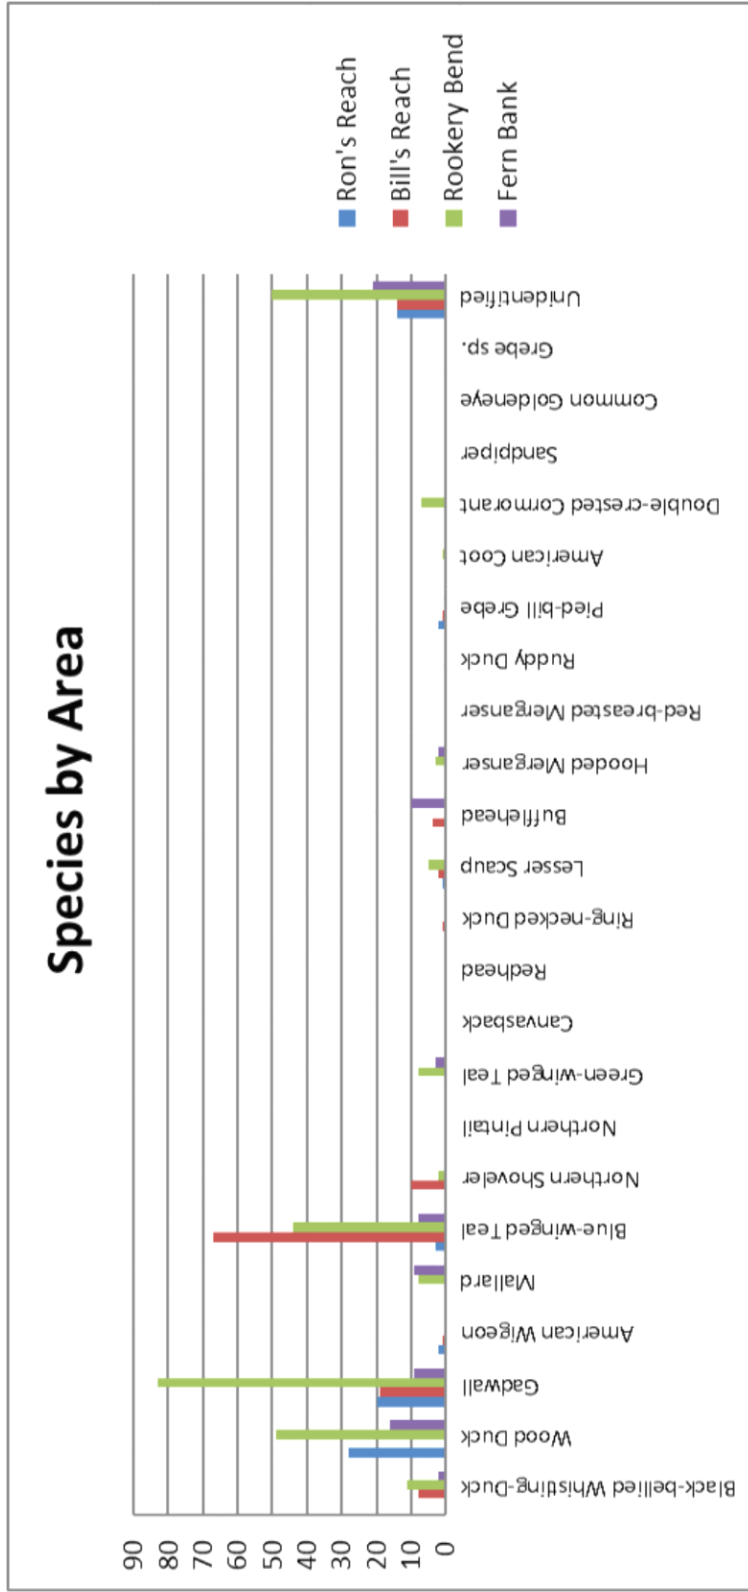 Species by Area
90
80
70
60
50
40
30
20
10
0
Black-bellied Whistling-Duck
Wood Duck
Gadwall
American Wigeon
Mallard
Blue-winged Teal
Northern Shoveler
Northern Pintail
Green-winged Teal
Canvasback
Redhead
Ring-necked Duck
Lesser Scaup
Bufflehead
Hooded Merganser
Red-breasted Merganser
Ruddy Duck
Pied-bill Grebe
American Coot
Double-crested Cormorant
Sandpiper
Common Goldeneye
Grebe sp.
Unidentified
Ron's Reach
Bill's Reach
Rookery Bend
Fern Bank